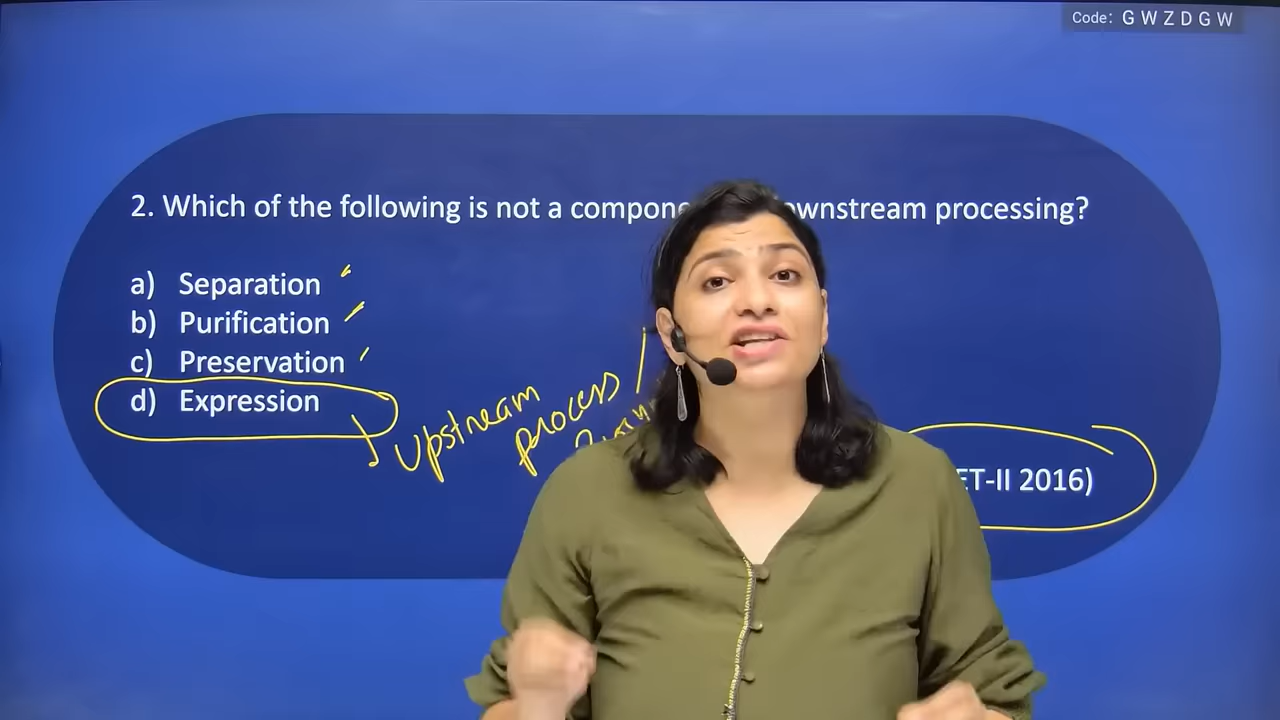 Code: G W Z D G W
2. Which of the following is not a compone ownstream processing?
a) Separation
b) Purification
c) Preservation
d) Expression
upstream
process
ET-II 2016)